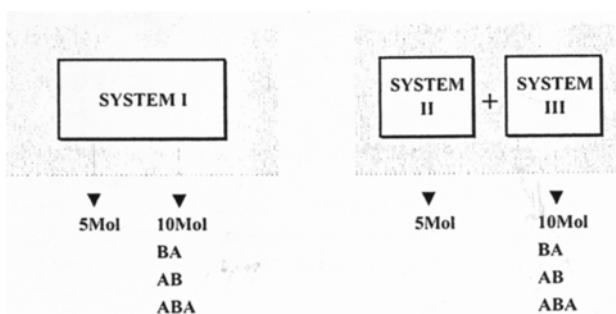 SYSTEM I
SYSTEM
II
+
SYSTEM
III
5Mol 10Mol
BA
AB
ABA
5Mol 10Mol
BA
AB
ABA